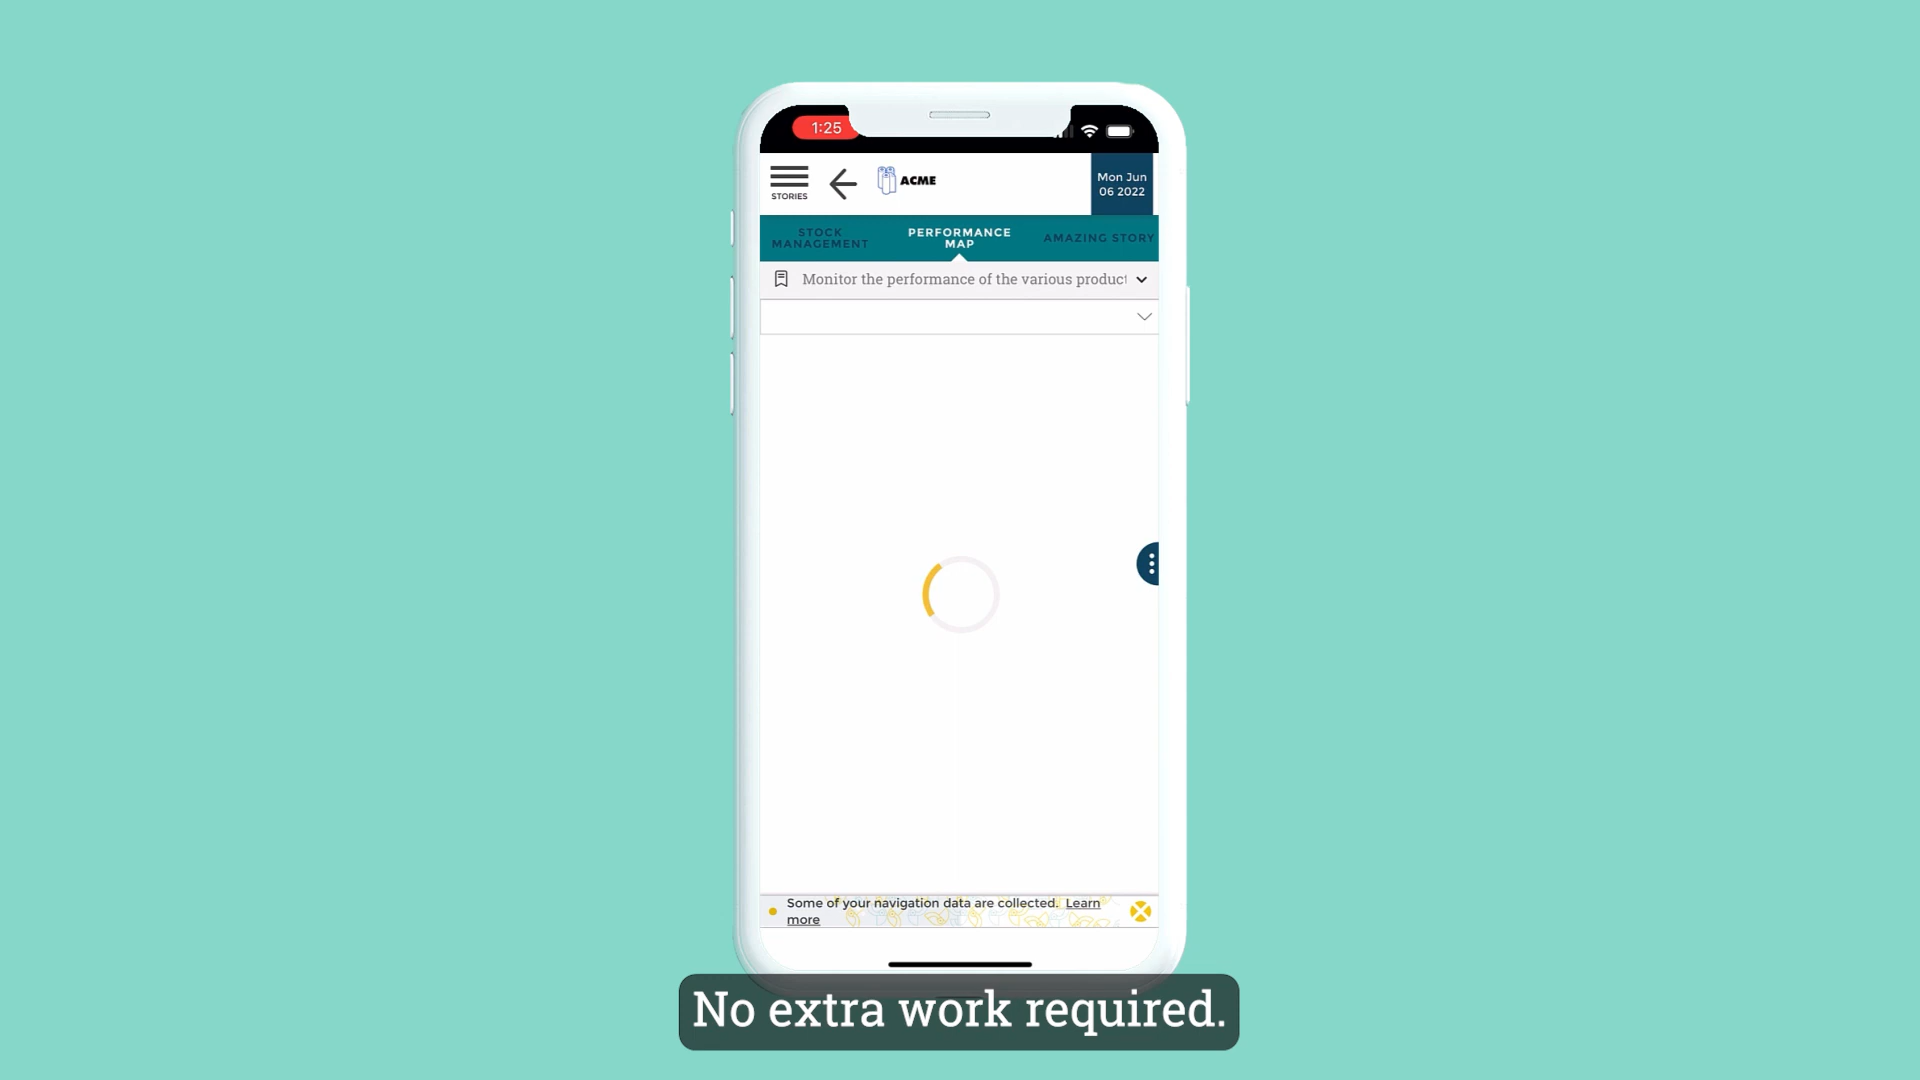 1:25
STORIES
ACME
Mon Jun
06 2022
STOCK
MANAGEMENT
PERFORMANCE
MAP
AMAZING STORY
Monitor the performance of the various product
Some of your navigation data are collected. Learn
more
No extra work required.